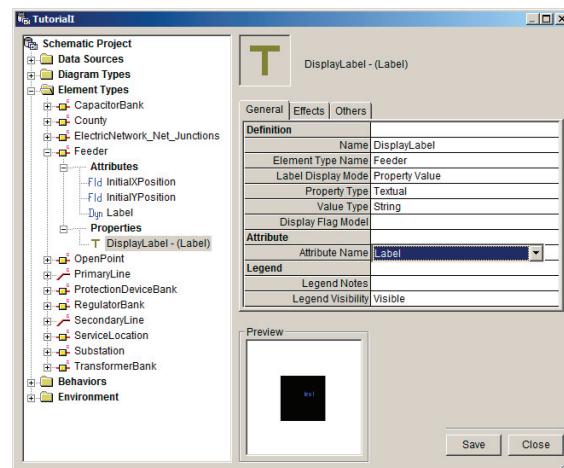 TutorialI
Schematic Project
Data Sources
Diagram Types
Element Types
CapacitorBank
County
ElectricNetwork_Net_Junctions
Feeder
Attributes
Fld InitialXPosition
Fld InitialYPosition
Dyn Label
Properties
T DisplayLabel - (Label)
OpenPoint
PrimaryLine
ProtectionDeviceBank
RegulatorBank
SecondaryLine
ServiceLocation
Substation
TransformerBank
Behaviors
Environment
T
DisplayLabel - (Label)
General Effects Others
Definition
Name DisplayLabel
Element Type Name Feeder
Label Display Mode Property Value
Property Type Textual
Value Type String
Display Flag Model
Attribute
Attribute Name Label
Legend
Legend Notes
Legend Visibility Visible
Preview
Save Close